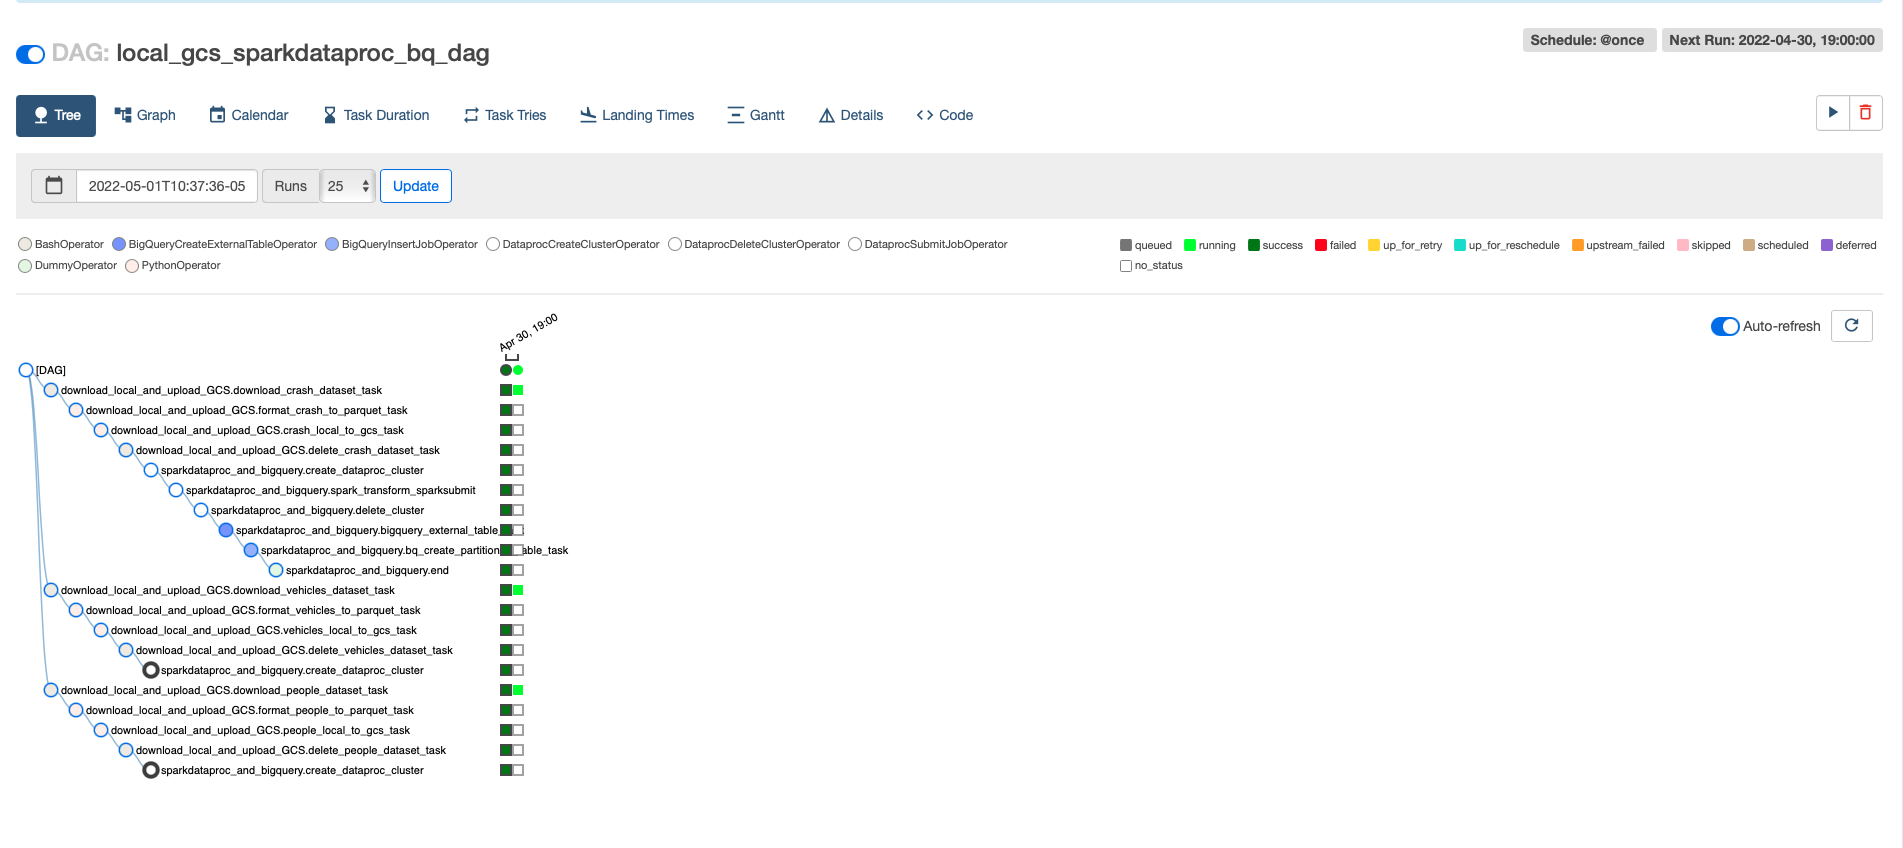 DAG: local_gcs_sparkdataproc_bq_dag
Schedule: @once
Next Run: 2022-04-30, 19:00:00
Tree
Graph
Calendar
Task Duration
Task Tries
Landing Times
Gantt
Details
Code
2022-05-01T10:37:36-05
Runs
25
Update
BashOperator
BigQueryCreateExternalTableOperator
BigQueryInsertJobOperator
DataprocCreateClusterOperator
DataprocDeleteClusterOperator
DataprocSubmitJobOperator
DummyOperator
PythonOperator
queued
running
success
failed
up_for_retry
up_for_reschedule
upstream_failed
skipped
scheduled
deferred
no_status
Auto-refresh
Apr 30, 19:00
[DAG]
download_local_and_upload_GCS.download_crash_dataset_task
download_local_and_upload_GCS.format_crash_to_parquet_task
download_local_and_upload_GCS.crash_local_to_gcs_task
download_local_and_upload_GCS.delete_crash_dataset_task
sparkdataproc_and_bigquery.create_dataproc_cluster
sparkdataproc_and_bigquery.spark_transform_sparksubmit
sparkdataproc_and_bigquery.delete_cluster
sparkdataproc_and_bigquery.bigquery_external_table
sparkdataproc_and_bigquery.bq_create_partition able_task
sparkdataproc_and_bigquery.end
download_local_and_upload_GCS.download_vehicles_dataset_task
download_local_and_upload_GCS.format_vehicles_to_parquet_task
download_local_and_upload_GCS.vehicles_local_to_gcs_task
download_local_and_upload_GCS.delete_vehicles_dataset_task
sparkdataproc_and_bigquery.create_dataproc_cluster
download_local_and_upload_GCS.download_people_dataset_task
download_local_and_upload_GCS.format_people_to_parquet_task
download_local_and_upload_GCS.people_local_to_gcs_task
download_local_and_upload_GCS.delete_people_dataset_task
sparkdataproc_and_bigquery.create_dataproc_cluster